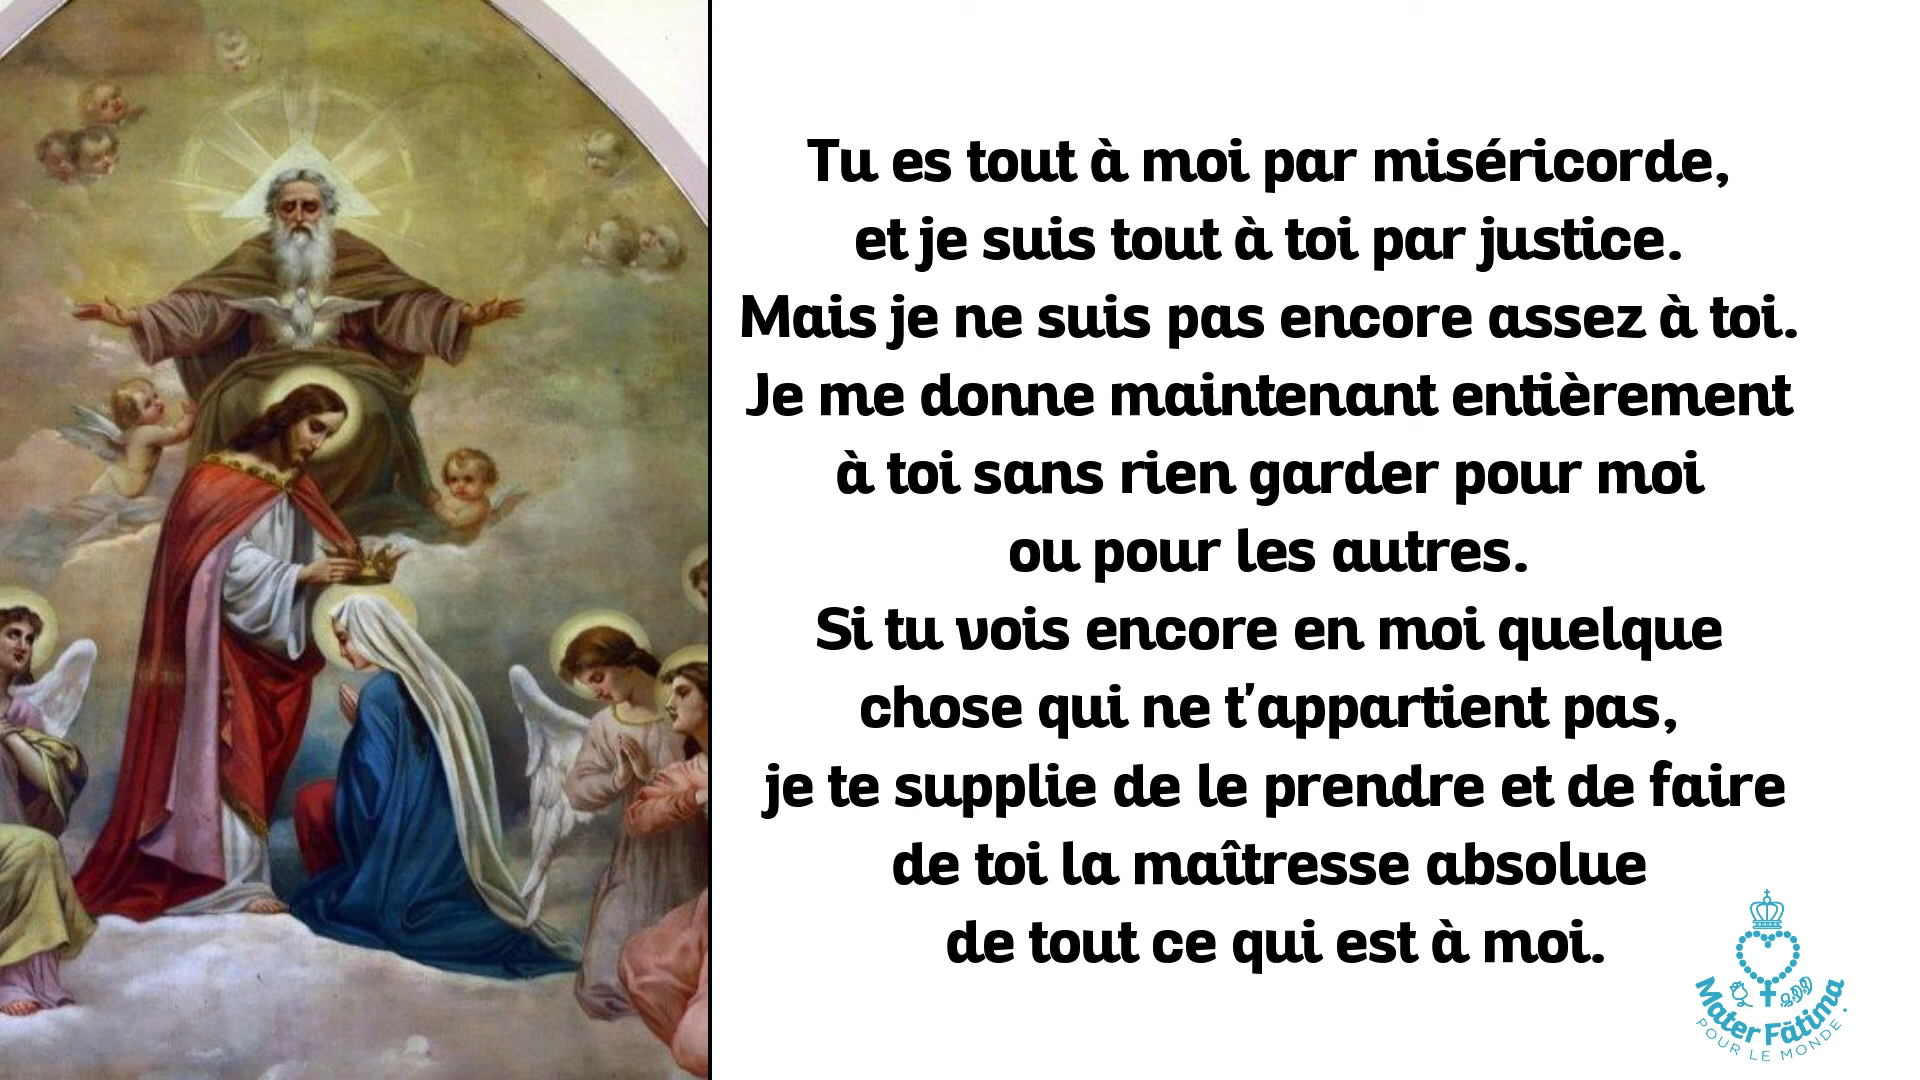 Tu es tout à moi par miséricorde,
et je suis tout à toi par justice.
Mais je ne suis pas encore assez à toi.
Je me donne maintenant entièrement
à toi sans rien garder pour moi
ou pour les autres.
Si tu vois encore en moi quelque
chose qui ne t'appartient pas,
je te supplie de le prendre et de faire
de toi la maîtresse absolue
de tout ce qui est à moi.
Mater Fãtima
POUR LE MONDE.